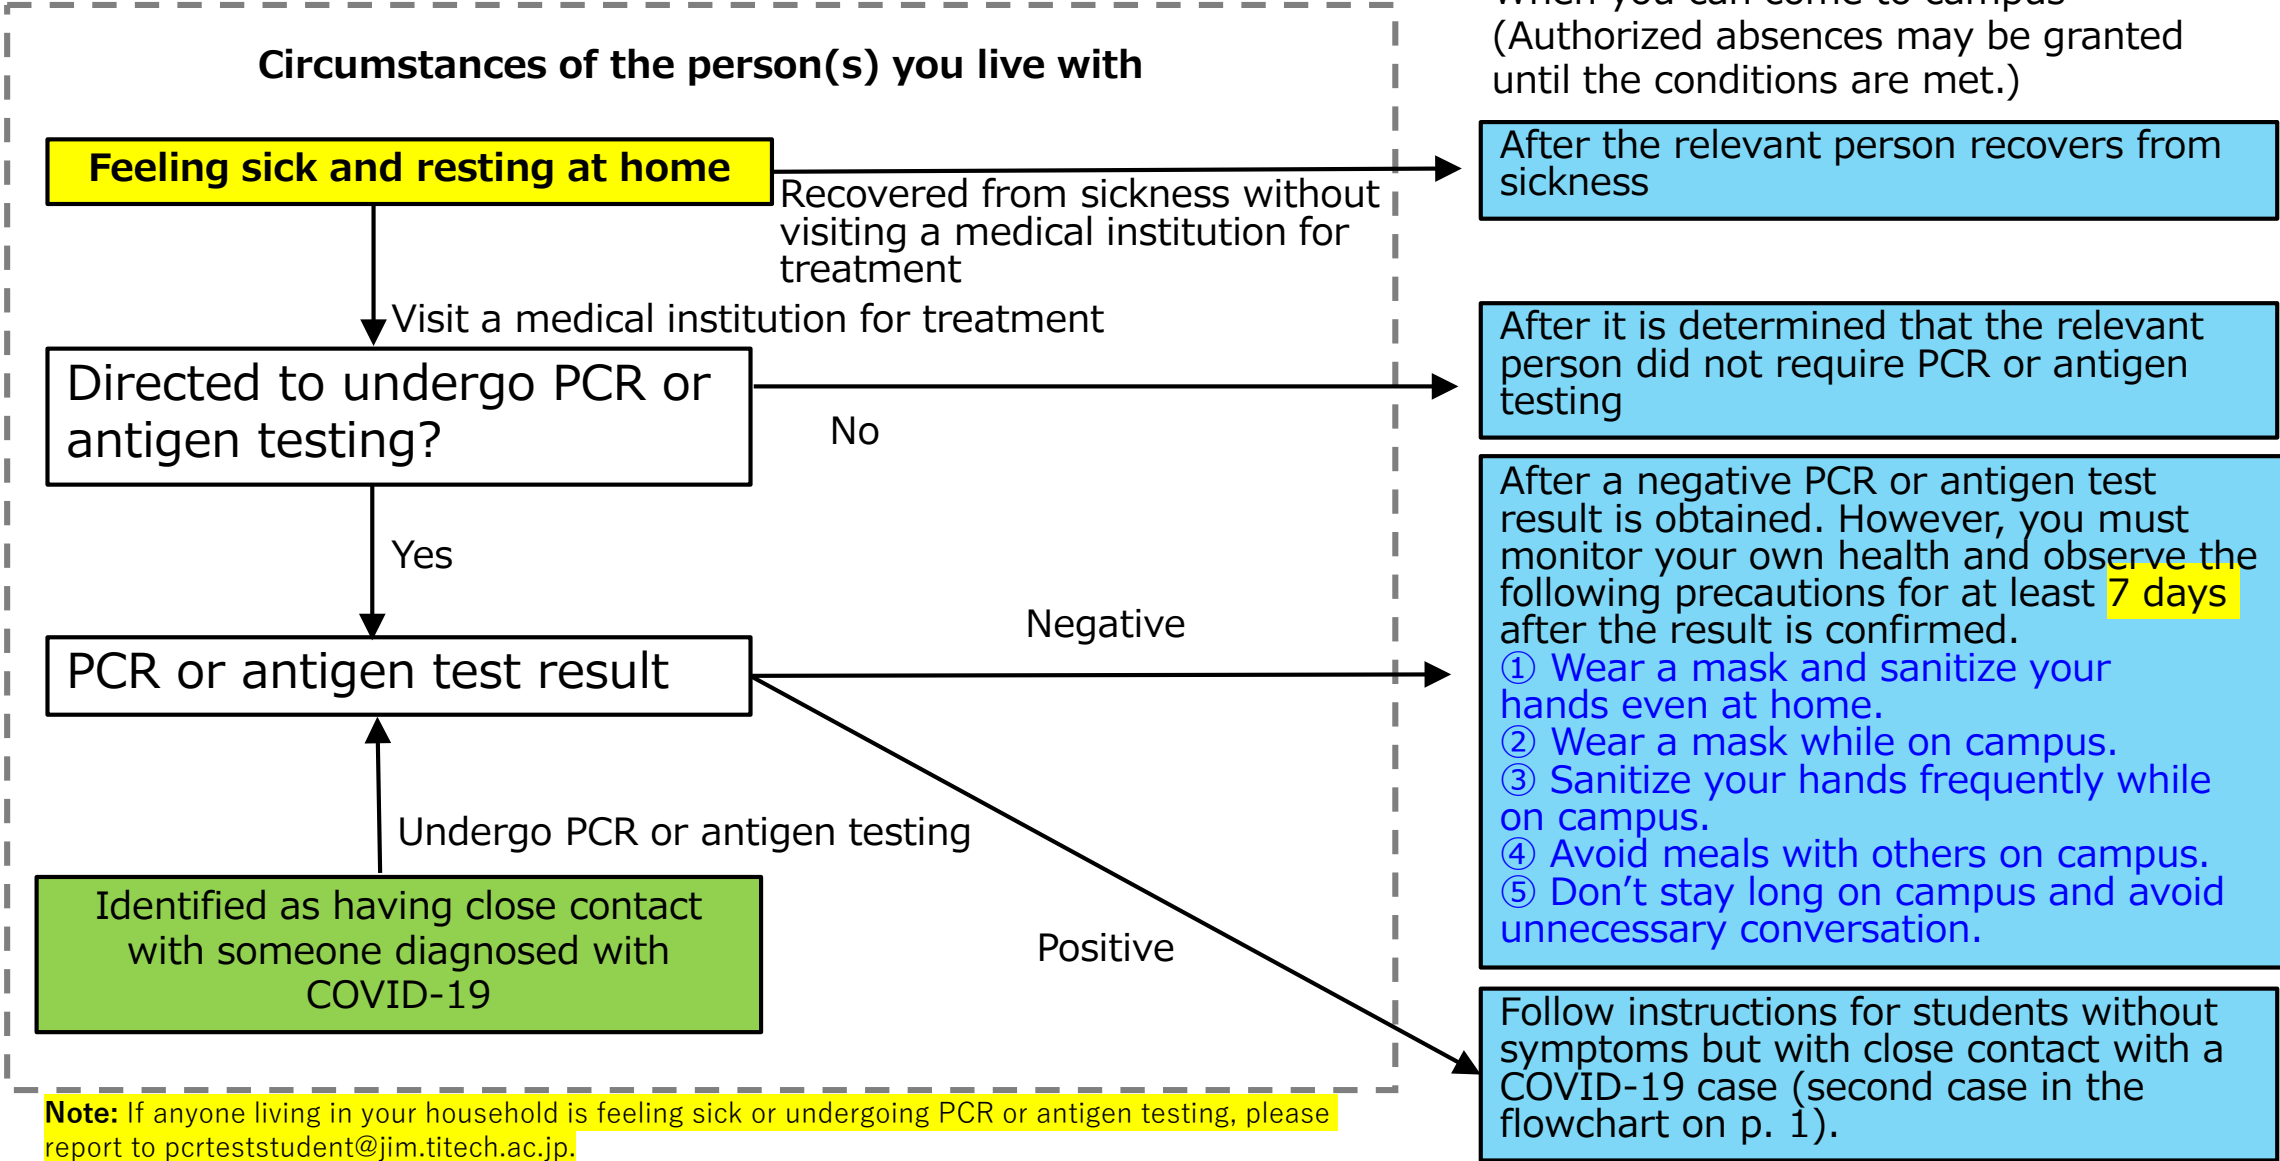 When you can come to campus
(Authorized absences may be granted
until the conditions are met.)
Circumstances of the person(s) you live with
Feeling sick and resting at home
Recovered from sickness without
visiting a medical institution for
treatment
After the relevant person recovers from
sickness
Visit a medical institution for treatment
Directed to undergo PCR or
antigen testing?
No
After it is determined that the relevant
person did not require PCR or antigen
testing
Yes
PCR or antigen test result
Negative
After a negative PCR or antigen test
result is obtained. However, you must
monitor your own health and observe the
following precautions for at least 7 days
after the result is confirmed.
① Wear a mask and sanitize your
hands even at home.
② Wear a mask while on campus.
③ Sanitize your hands frequently while
on campus.
④ Avoid meals with others on campus.
⑤ Don’t stay long on campus and avoid
unnecessary conversation.
Undergo PCR or antigen testing
Identified as having close contact
with someone diagnosed with
COVID-19
Positive
Follow instructions for students without
symptoms but with close contact with a
COVID-19 case (second case in the
flowchart on p. 1).
Note: If anyone living in your household is feeling sick or undergoing PCR or antigen testing, please
report to pcrteststudent@jim.titech.ac.jp.